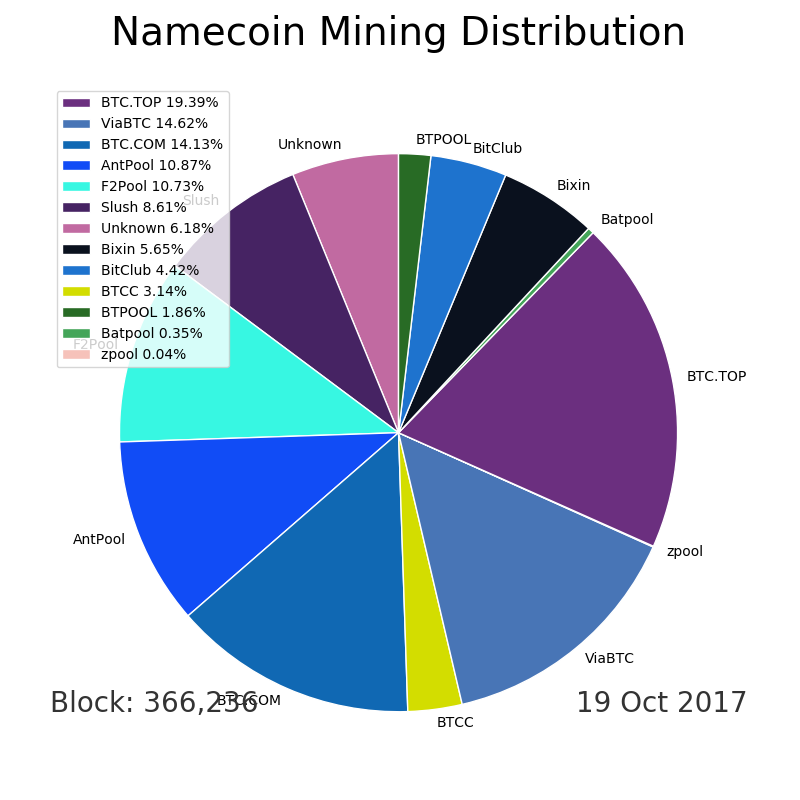 Namecoin Mining Distribution
BTC.TOP 19.39%
ViaBTC 14.62%
BTC.COM 14.13%
AntPool 10.87%
F2Pool 10.73%
Slush 8.61%
Unknown 6.18%
Bixin 5.65%
BitClub 4.42%
BTCC 3.14%
BTPOOL 1.86%
Batpool 0.35%
zpool 0.04%
Unknown
BTPOOL
BitClub
Bixin
Batpool
Slush
F2Pool
BTC.TOP
AntPool
zpool
ViaBTC
BTC.COM
BTCC
Block: 366,236
19 Oct 2017